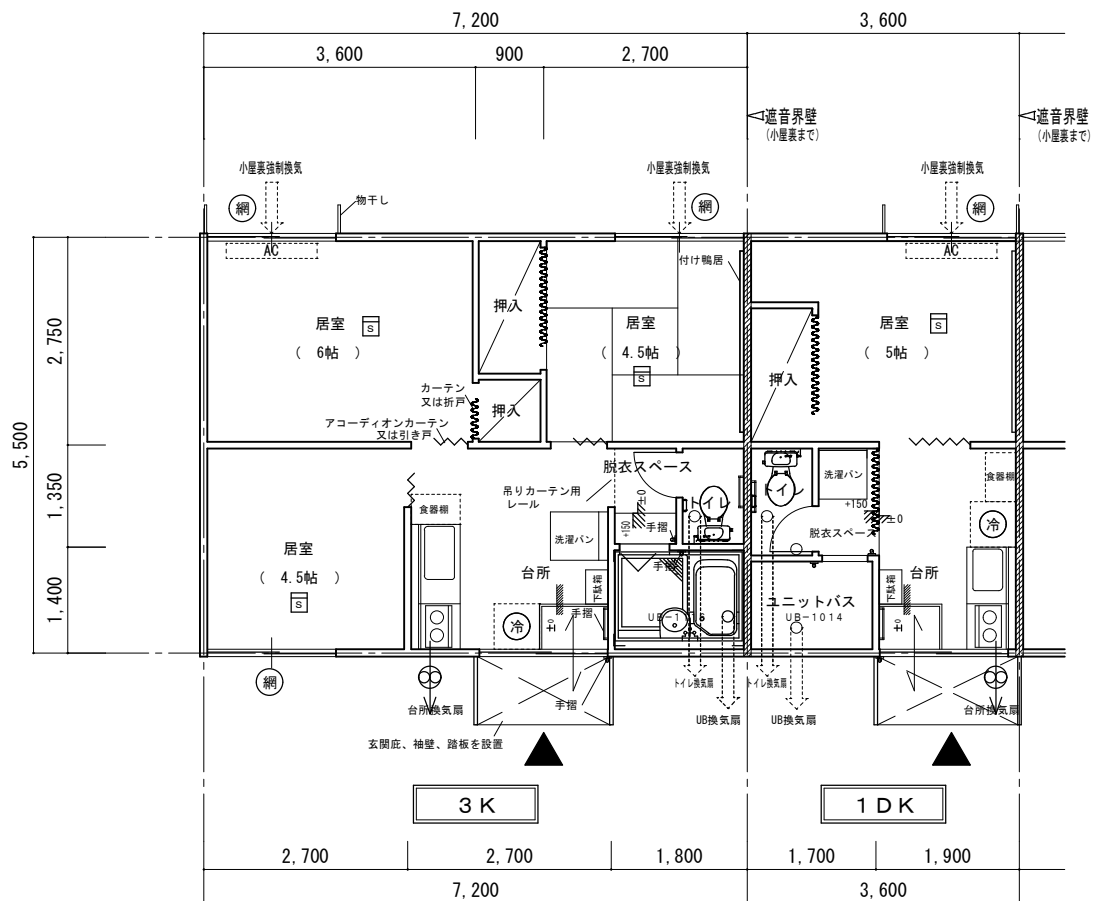 7,200
3,600
3,600
900
2,700
遮音界壁
(小屋裏まで)
遮音界壁
(小屋裏まで)
小屋裏強制換気
小屋裏強制換気
小屋裏強制換気
網
物干し
網
網
AC
AC
付け鴨居
押入
居室
S
( 6帖 )
居室
( 4.5帖 )
S
居室
S
( 5帖 )
押入
カーテン
又は折戸
押入
アコーディオンカーテン
又は引き戸
5,500
2,750
1,350
1,400
脱衣スペース
吊りカーテン用
レール
食器棚
洗濯パン
+150
±0
手摺
トイレ
トイレ
洗濯パン
+150
±0
脱衣スペース
食器棚
冷
居室
( 4.5帖 )
S
台所
下駄箱
手摺
手摺
±0
冷
ユニットバス
UB-1014
台所
下駄箱
±0
網
台所換気扇
手摺
トイレ換気扇
トイレ換気扇
UB換気扇
UB換気扇
台所換気扇
玄関庇、袖壁、踏板を設置
3K
1DK
2,700
2,700
1,800
1,700
1,900
7,200
3,600